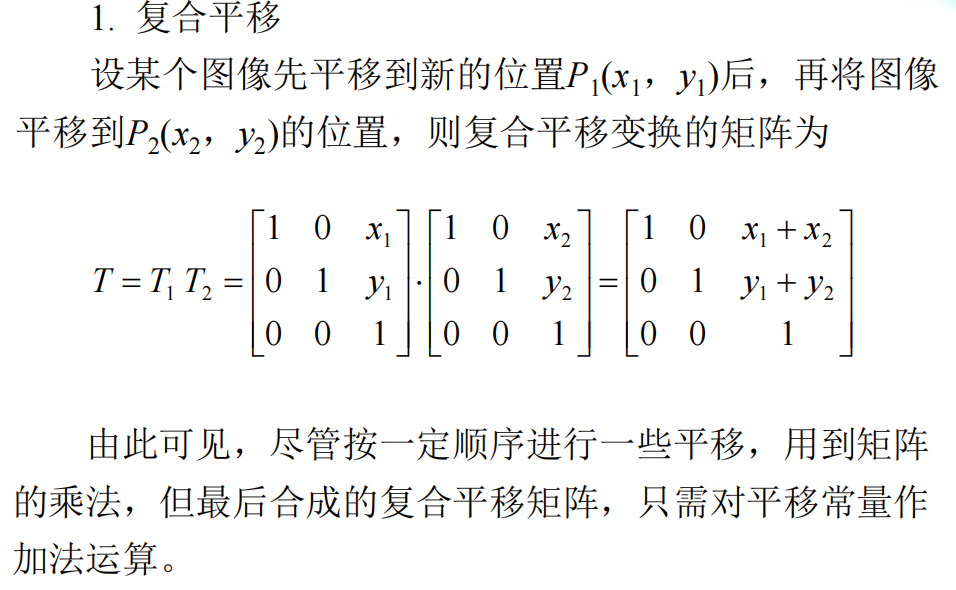 1. 复合平移
设某个图像先平移到新的位置P₁(x₁，y₁)后，再将图像
平移到P₂(x₂，y₂)的位置，则复合平移变换的矩阵为
T = T₁ T₂ = [1 0 x₁; 0 1 y₁; 0 0 1] · [1 0 x₂; 0 1 y₂; 0 0 1] = [1 0 x₁ + x₂; 0 1 y₁ + y₂; 0 0 1]
由此可见，尽管按一定顺序进行一些平移，用到矩阵
的乘法，但最后合成的复合平移矩阵，只需对平移常量作
加法运算。